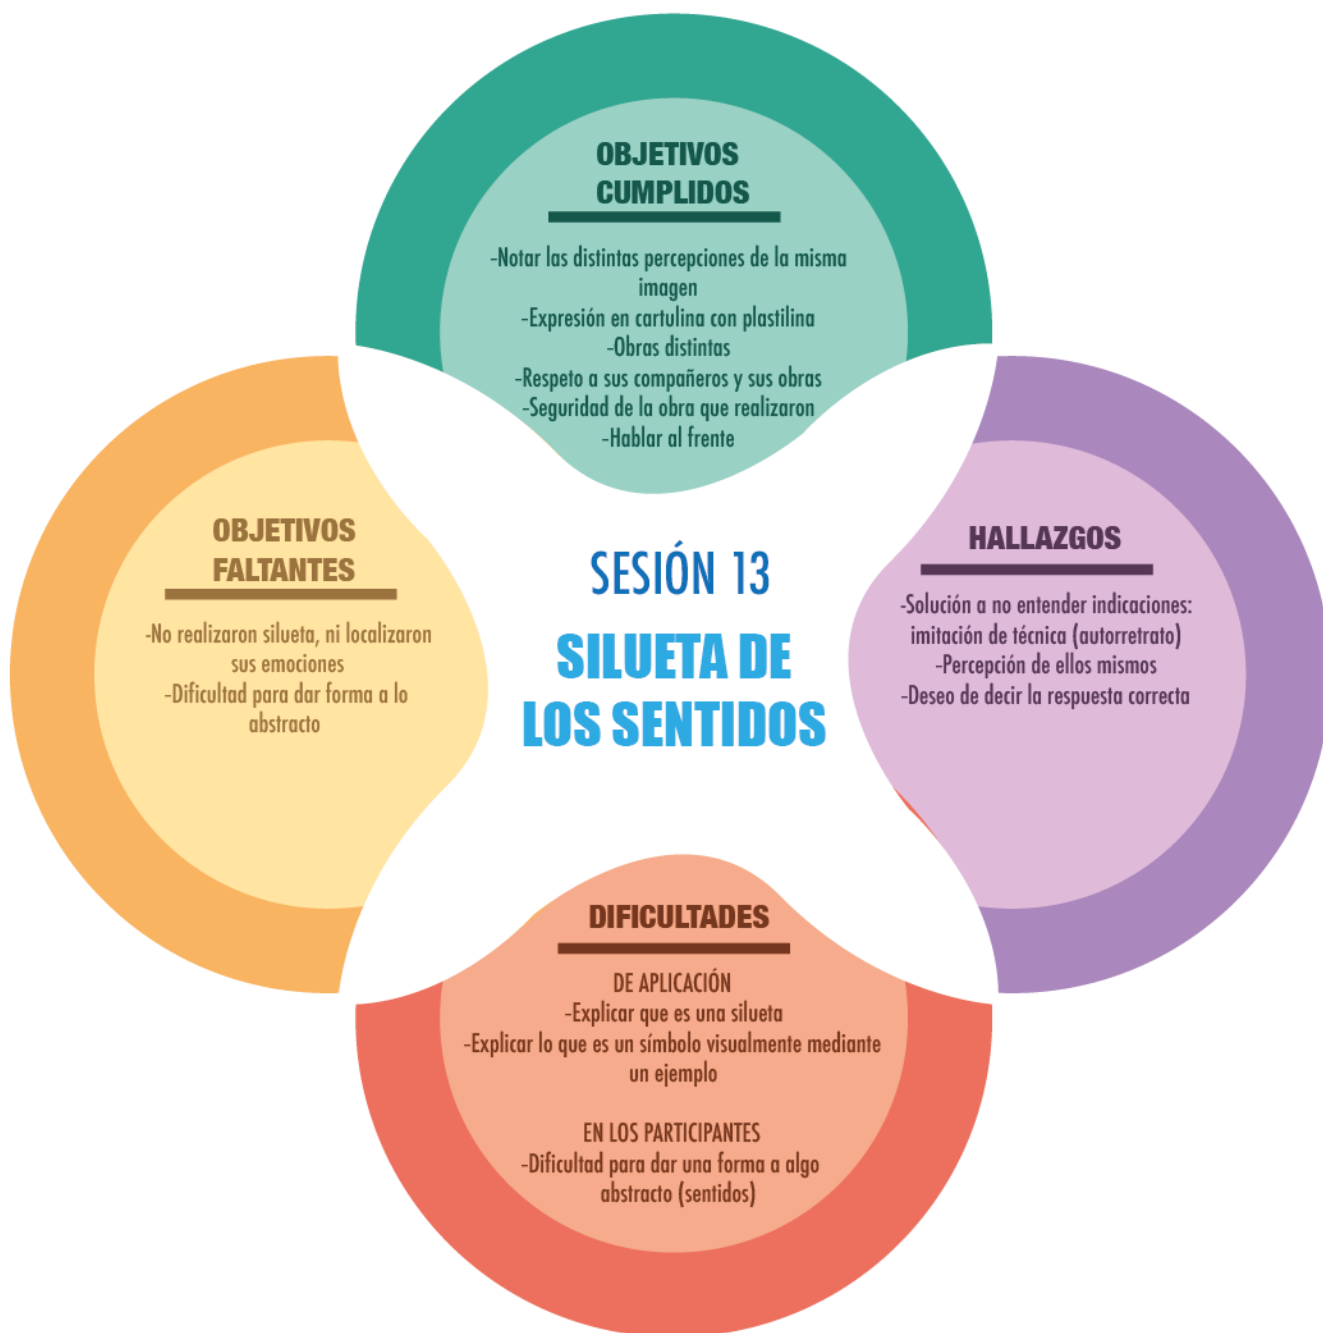 OBJETIVOS
CUMPLIDOS
-Notar las distintas percepciones de la misma
imagen
-Expresión en cartulina con plastilina
-Obras distintas
-Respeto a sus compañeros y sus obras
-Seguridad de la obra que realizaron
-Hablar al frente
OBJETIVOS
FALTANTES
-No realizaron silueta, ni localizaron
sus emociones
-Dificultad para dar forma a lo
abstracto
SESIÓN 13
SILUETA DE
LOS SENTIDOS
HALLAZGOS
-Solución a no entender indicaciones:
imitación de técnica (autorretrato)
-Percepción de ellos mismos
-Deseo de decir la respuesta correcta
DIFICULTADES
DE APLICACIÓN
-Explicar que es una silueta
-Explicar lo que es un símbolo visualmente mediante
un ejemplo
EN LOS PARTICIPANTES
-Dificultad para dar una forma a algo
abstracto (sentidos)